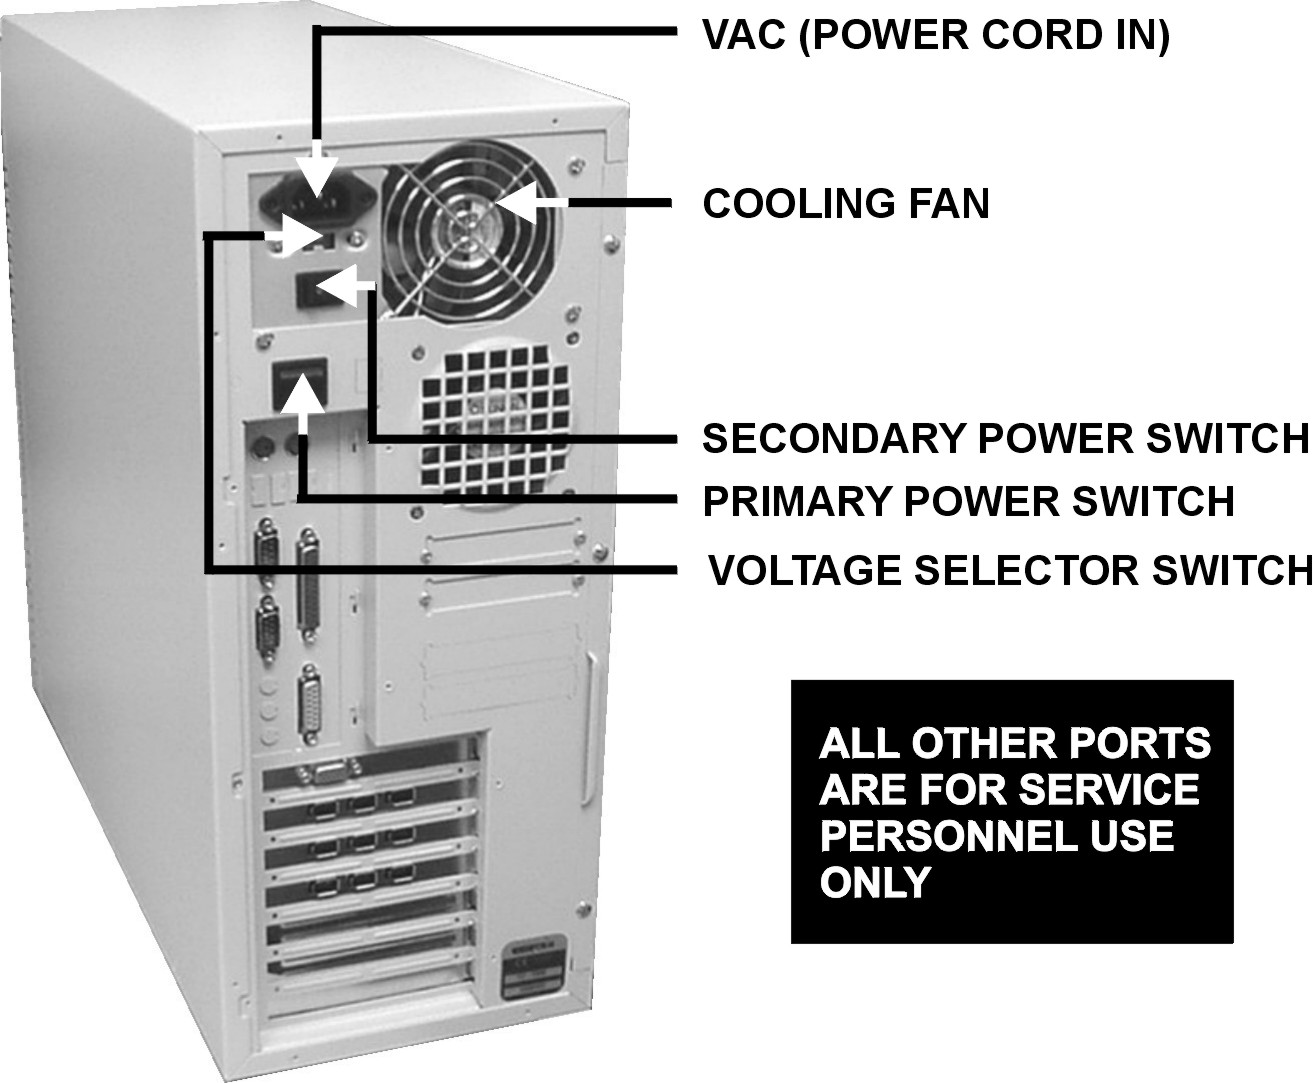 VAC (POWER CORD IN)
COOLING FAN
SECONDARY POWER SWITCH
PRIMARY POWER SWITCH
VOLTAGE SELECTOR SWITCH
ALL OTHER PORTS
ARE FOR SERVICE
PERSONNEL USE
ONLY